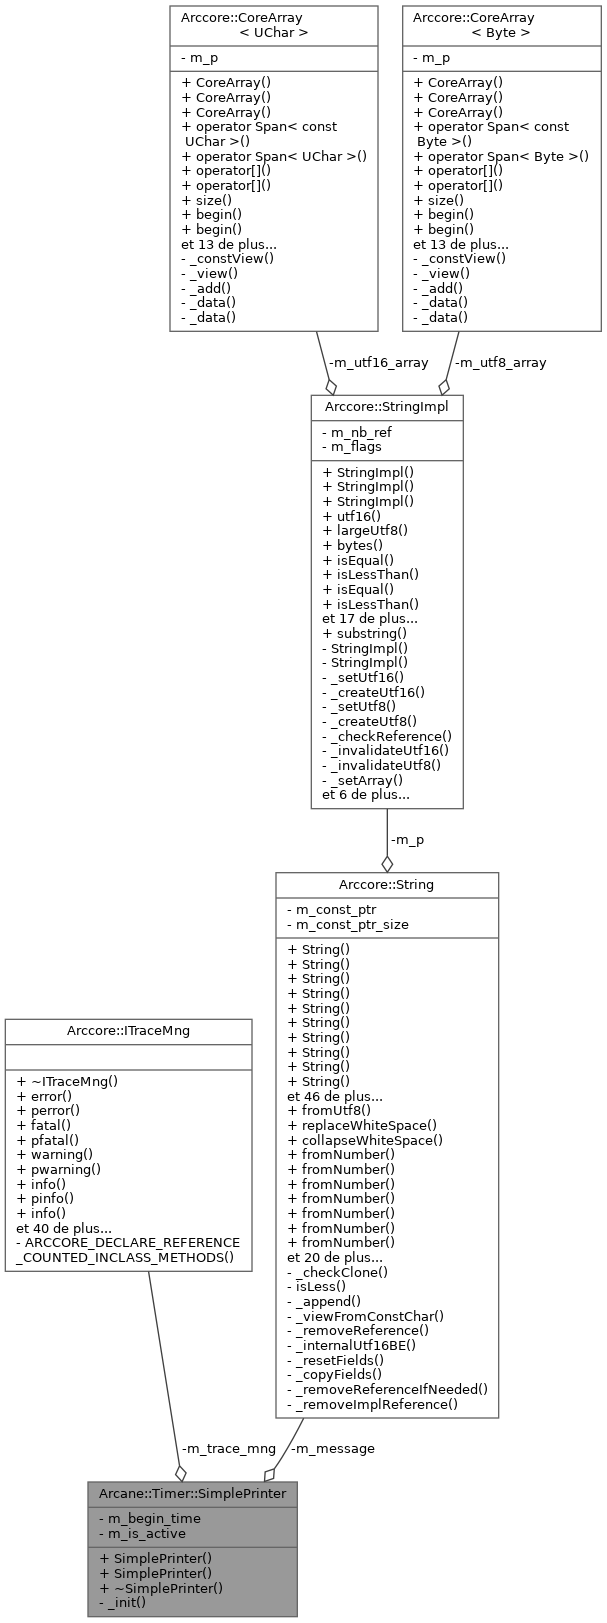 Arccore::CoreArray
< UChar >
- m_p
+ CoreArray()
+ CoreArray()
+ CoreArray()
+ operator Span< const
UChar >()
+ operator Span< UChar >()
+ operator[]()
+ operator[]()
+ size()
+ begin()
+ begin()
et 13 de plus...
- _constView()
- _view()
- _add()
- _data()
- _data()
Arccore::CoreArray
< Byte >
- m_p
+ CoreArray()
+ CoreArray()
+ CoreArray()
+ operator Span< const
Byte >()
+ operator Span< Byte >()
+ operator[]()
+ operator[]()
+ size()
+ begin()
+ begin()
et 13 de plus...
- _constView()
- _view()
- _add()
- _data()
- _data()
-m_utf16_array
-m_utf8_array
Arccore::StringImpl
- m_nb_ref
- m_flags
+ StringImpl()
+ StringImpl()
+ StringImpl()
+ utf16()
+ largeUtf8()
+ bytes()
+ isEqual()
+ isLessThan()
+ isEqual()
+ isLessThan()
et 17 de plus...
+ substring()
- StringImpl()
- StringImpl()
- _setUtf16()
- _createUtf16()
- _setUtf8()
- _createUtf8()
- _checkReference()
- _invalidateUtf16()
- _invalidateUtf8()
- _setArray()
et 6 de plus...
-m_p
Arccore::String
- m_const_ptr
- m_const_ptr_size
+ String()
+ String()
+ String()
+ String()
+ String()
+ String()
+ String()
+ String()
+ String()
+ String()
et 46 de plus...
+ fromUtf8()
+ replaceWhiteSpace()
+ collapseWhiteSpace()
+ fromNumber()
+ fromNumber()
+ fromNumber()
+ fromNumber()
+ fromNumber()
+ fromNumber()
+ fromNumber()
et 20 de plus...
- _checkClone()
- isLess()
- _append()
- _viewFromConstChar()
- _removeReference()
- _internalUtf16BE()
- _resetFields()
- _copyFields()
- _removeReferenceIfNeeded()
- _removeImplReference()
Arccore::ITraceMng
+ ~ITraceMng()
+ error()
+ perror()
+ fatal()
+ pfatal()
+ warning()
+ pwarning()
+ info()
+ pinfo()
+ info()
et 40 de plus...
- ARCCORE_DECLARE_REFERENCE
_COUNTED_INCLASS_METHODS()
-m_trace_mng
-m_message
Arcane::Timer::SimplePrinter
- m_begin_time
- m_is_active
+ SimplePrinter()
+ SimplePrinter()
+ ~SimplePrinter()
- _init()